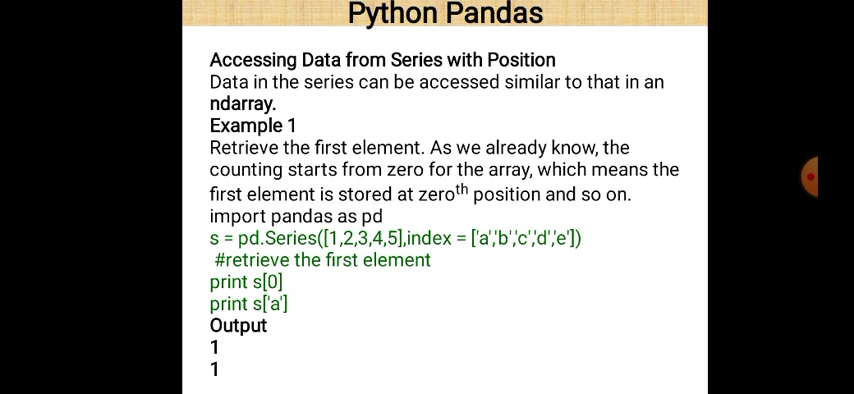 Python Pandas
Accessing Data from Series with Position
Data in the series can be accessed similar to that in an
ndarray.
Example 1
Retrieve the first element. As we already know, the
counting starts from zero for the array, which means the
first element is stored at zeroth position and so on.
import pandas as pd
s = pd.Series([1,2,3,4,5],index = ['a','b','c','d','e'])
#retrieve the first element
print s[0]
print s['a']
Output
1
1